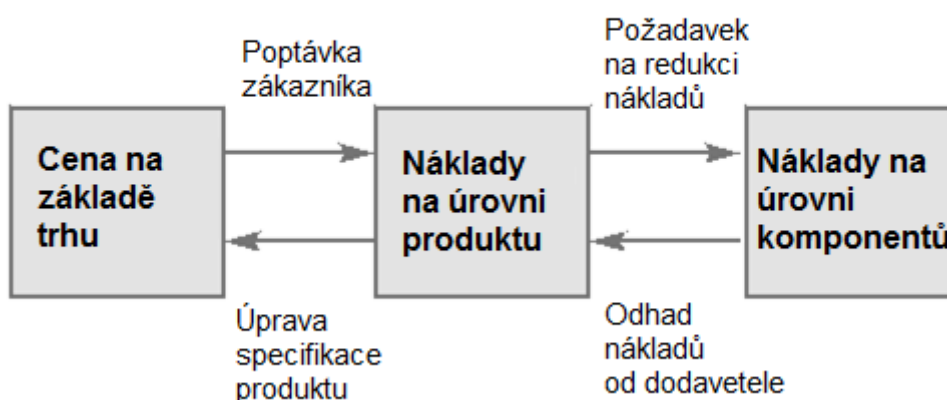 Poptávka
zákazníka
Požadavek
na redukci
nákladů
Cena na
základě
trhu
Náklady
na úrovni
produktu
Náklady na
úrovni
komponentů
Úprava
specifikace
produktu
Odhad
nákladů
od dodavetele